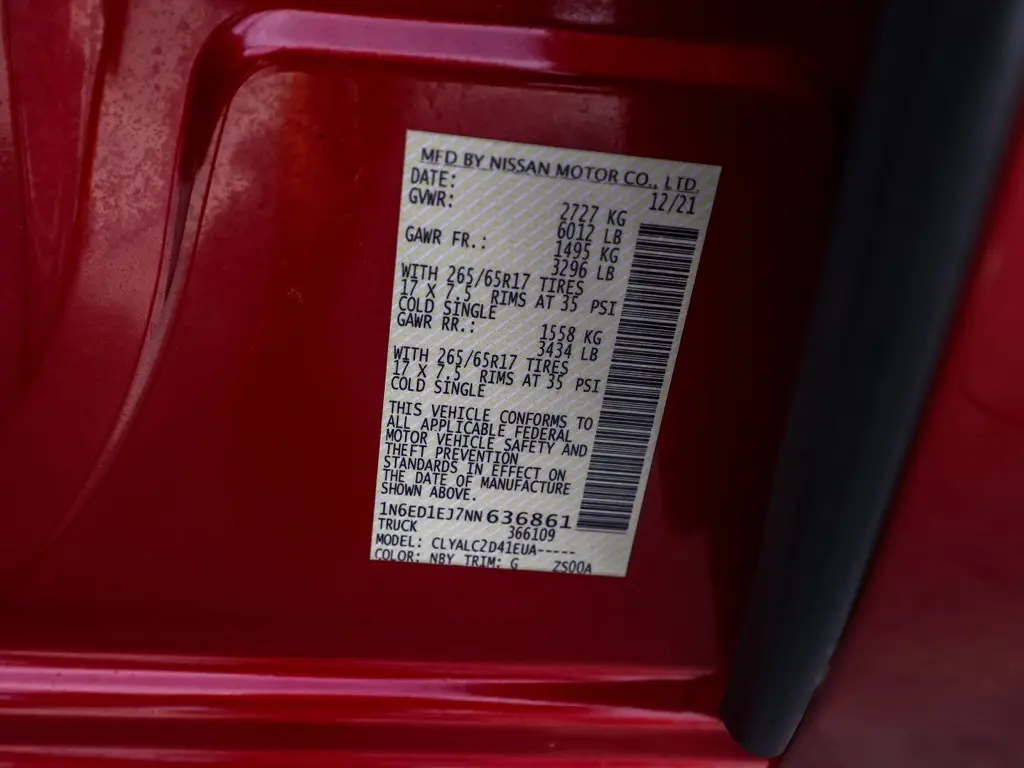 MFD BY NISSAN MOTOR CO., LTD.
DATE: 12/21
GVWR: 2727 KG
6012 LB
GAWR FR.: 1495 KG
3296 LB
WITH 265/65R17 TIRES
17 X 7.5 RIMS AT 35 PSI
COLD SINGLE
GAWR RR.: 1558 KG
3434 LB
WITH 265/65R17 TIRES
17 X 7.5 RIMS AT 35 PSI
COLD SINGLE
THIS VEHICLE CONFORMS TO
ALL APPLICABLE FEDERAL
MOTOR VEHICLE SAFETY AND
THEFT PREVENTION
STANDARDS IN EFFECT ON
THE DATE OF MANUFACTURE
SHOWN ABOVE.
1N6ED1EJ7NN636861
TRUCK 366109
MODEL: CLYALC2D41EUA-----
COLOR: NBY TRIM: G ZS00A